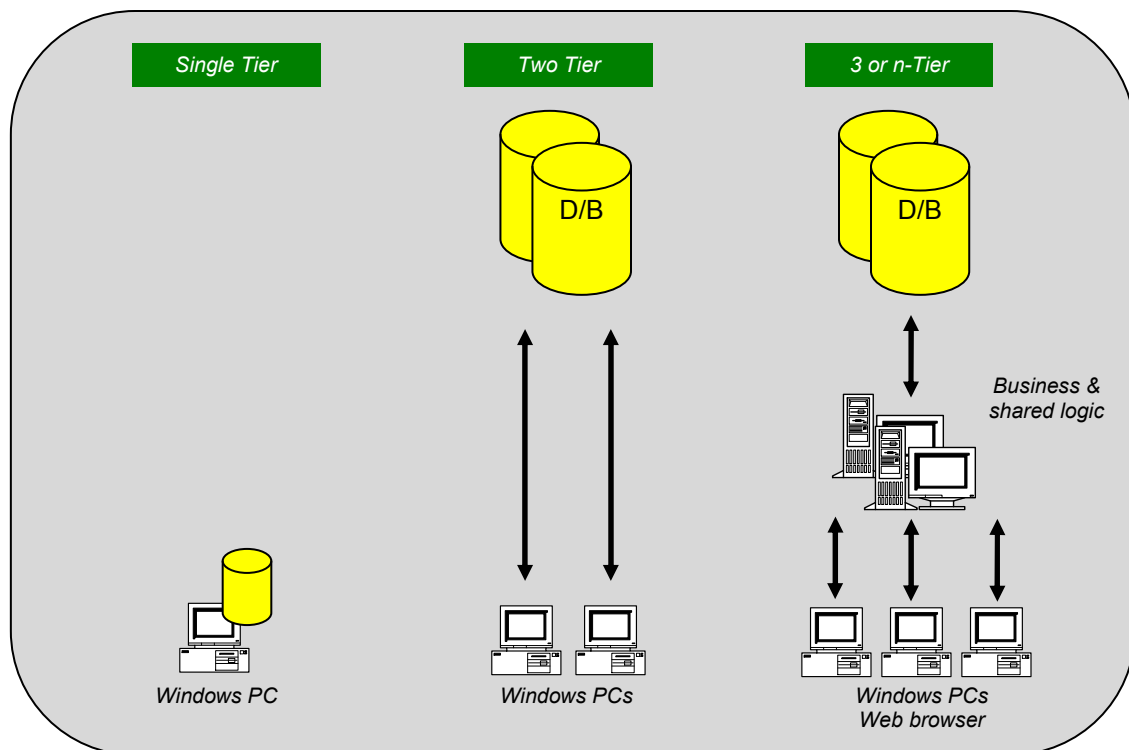 Single Tier
Two Tier
3 or n-Tier
D/B
D/B
Business &
shared logic
Windows PC
Windows PCs
Windows PCs
Web browser